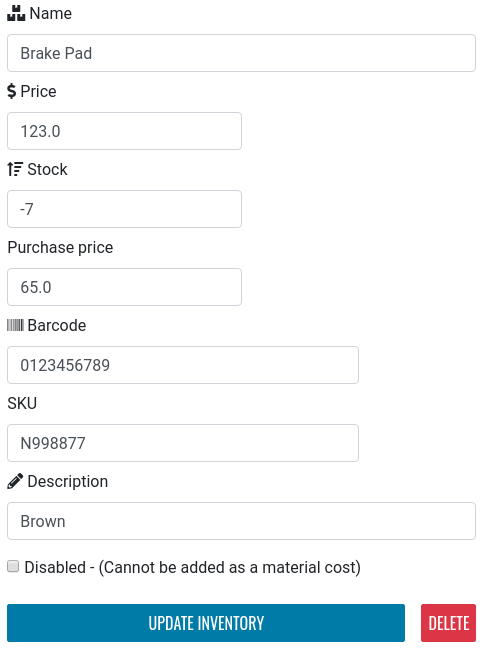 Name
Brake Pad
Price
123.0
Stock
-7
Purchase price
65.0
Barcode
0123456789
SKU
N998877
Description
Brown
Disabled - (Cannot be added as a material cost)
UPDATE INVENTORY DELETE